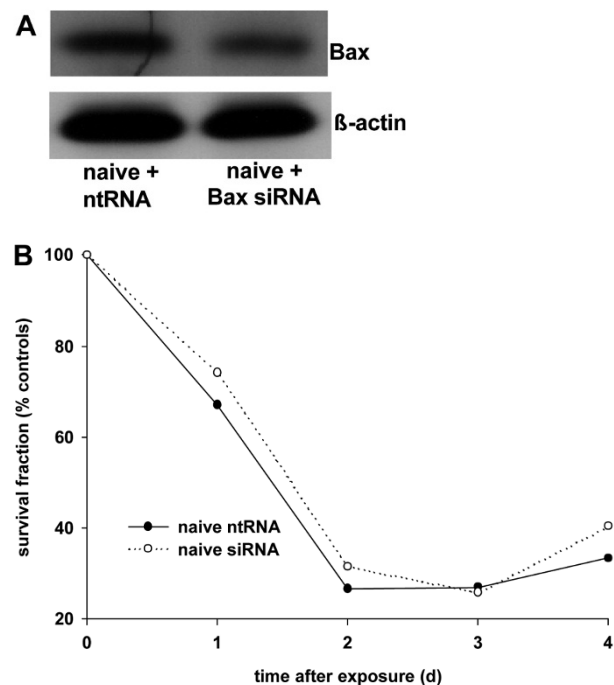 A
Bax
ß-actin
naive + naive +
ntRNA Bax siRNA
B
100
80
60
40
20
survival fraction (% controls)
naive ntRNA
naive siRNA
0 1 2 3 4
time after exposure (d)